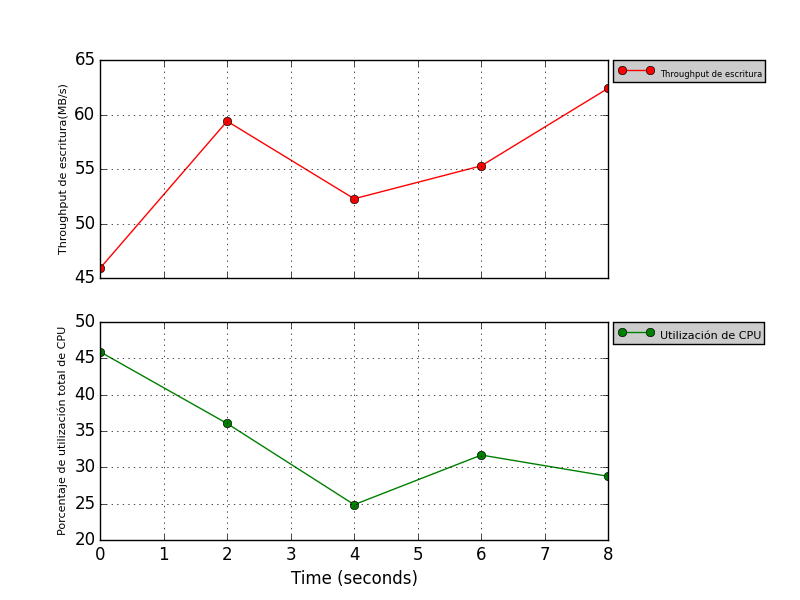 65
60
55
50
45
Throughput de escritura(MB/s)
Throughput de escritura
50
45
40
35
30
25
20
Porcentaje de utilización total de CPU
Utilización de CPU
0 1 2 3 4 5 6 7 8
Time (seconds)